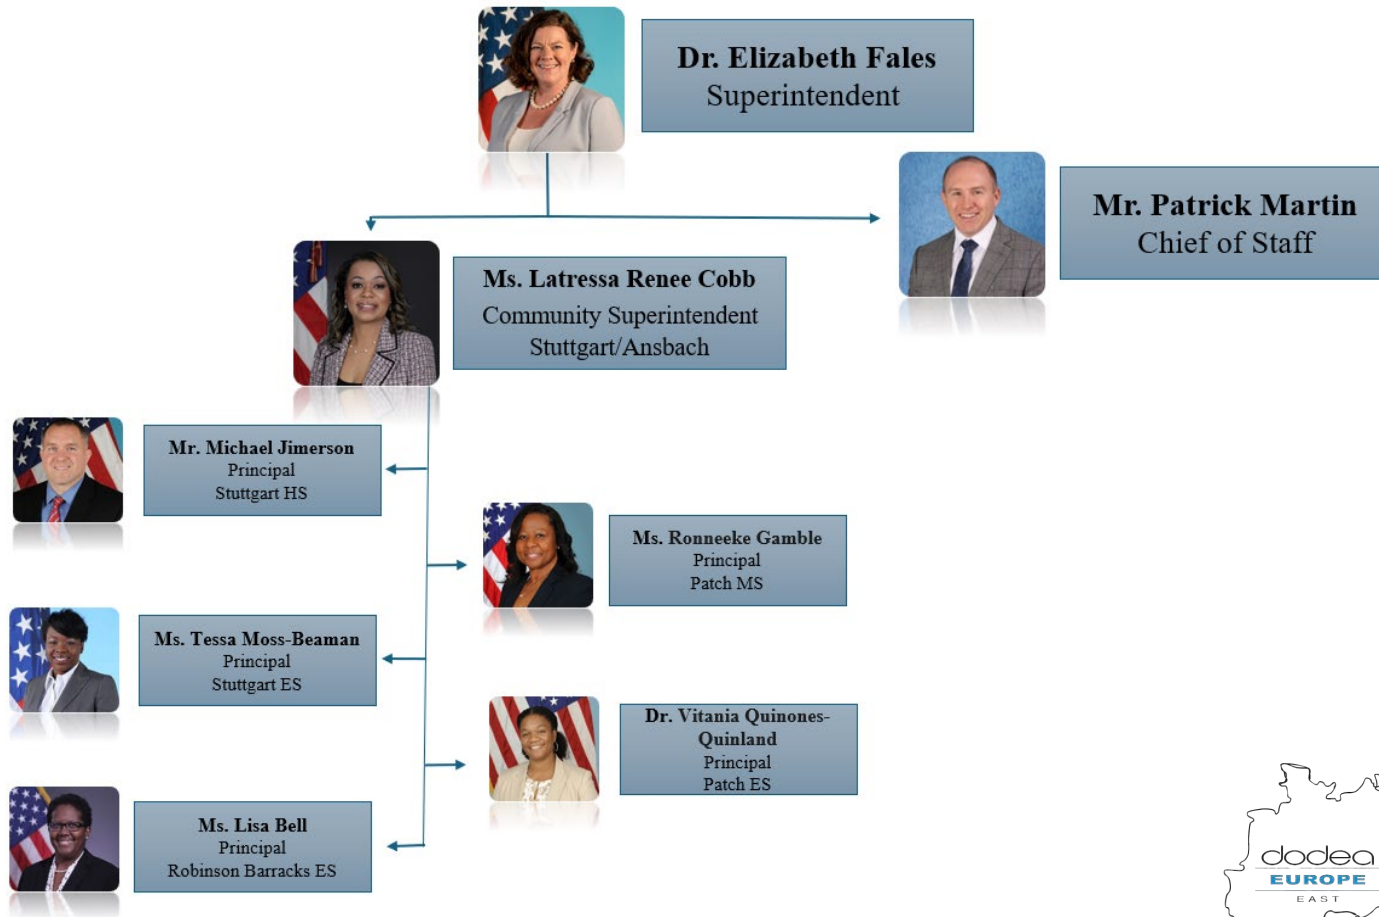 Dr. Elizabeth Fales
Superintendent
Mr. Patrick Martin
Chief of Staff
Ms. Latressa Renee Cobb
Community Superintendent
Stuttgart/Ansbach
Mr. Michael Jimerson
Principal
Stuttgart HS
Ms. Ronneeke Gamble
Principal
Patch MS
Ms. Tessa Moss-Beaman
Principal
Stuttgart ES
Dr. Vitania Quinones-
Quinland
Principal
Patch ES
Ms. Lisa Bell
Principal
Robinson Barracks ES
dodea
EUROPE
EAST